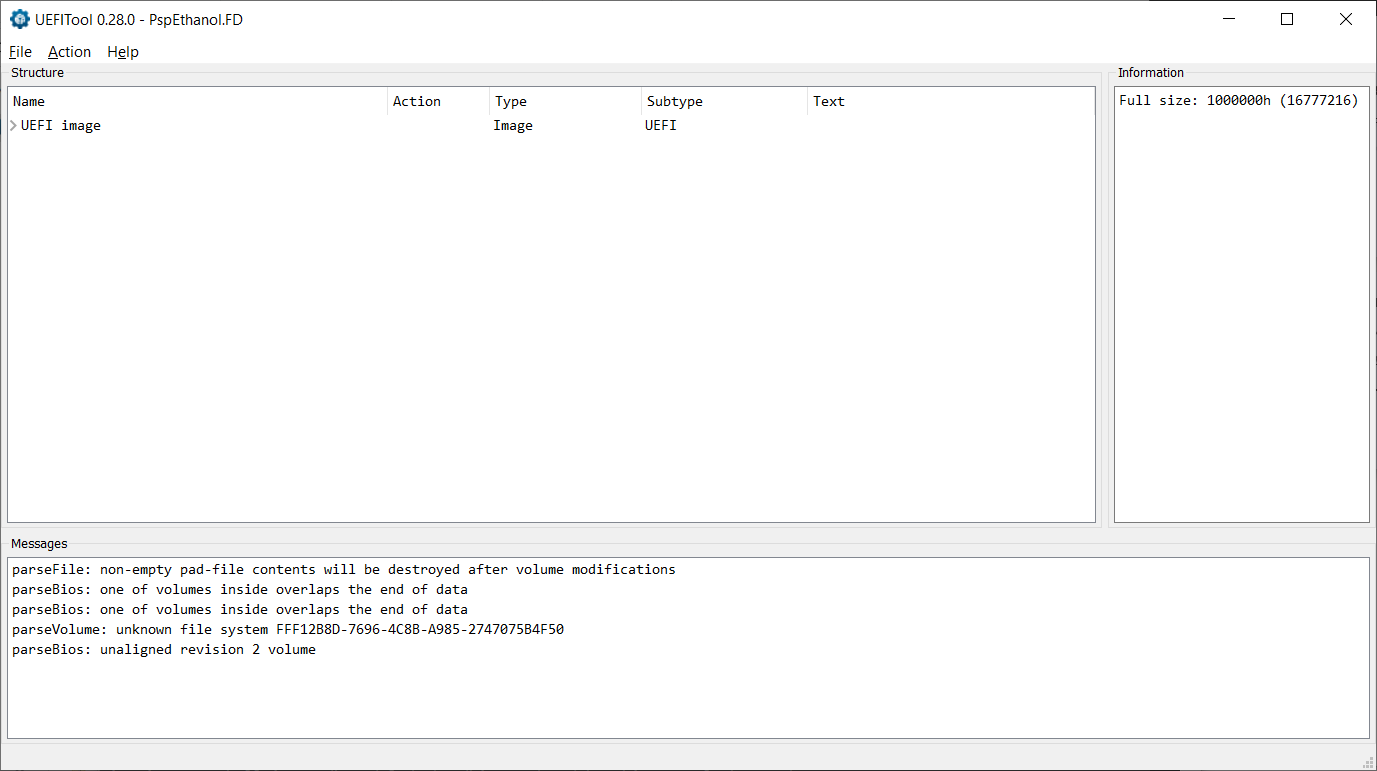 UEFITool 0.28.0 - PspEthanol.FD
File Action Help
Structure
Information
Name Action Type Subtype Text
Full size: 1000000h (16777216)
UEFI image Image UEFI
Messages
parseFile: non-empty pad-file contents will be destroyed after volume modifications
parseBios: one of volumes inside overlaps the end of data
parseBios: one of volumes inside overlaps the end of data
parseVolume: unknown file system FFF12B8D-7696-4C8B-A985-2747075B4F50
parseBios: unaligned revision 2 volume